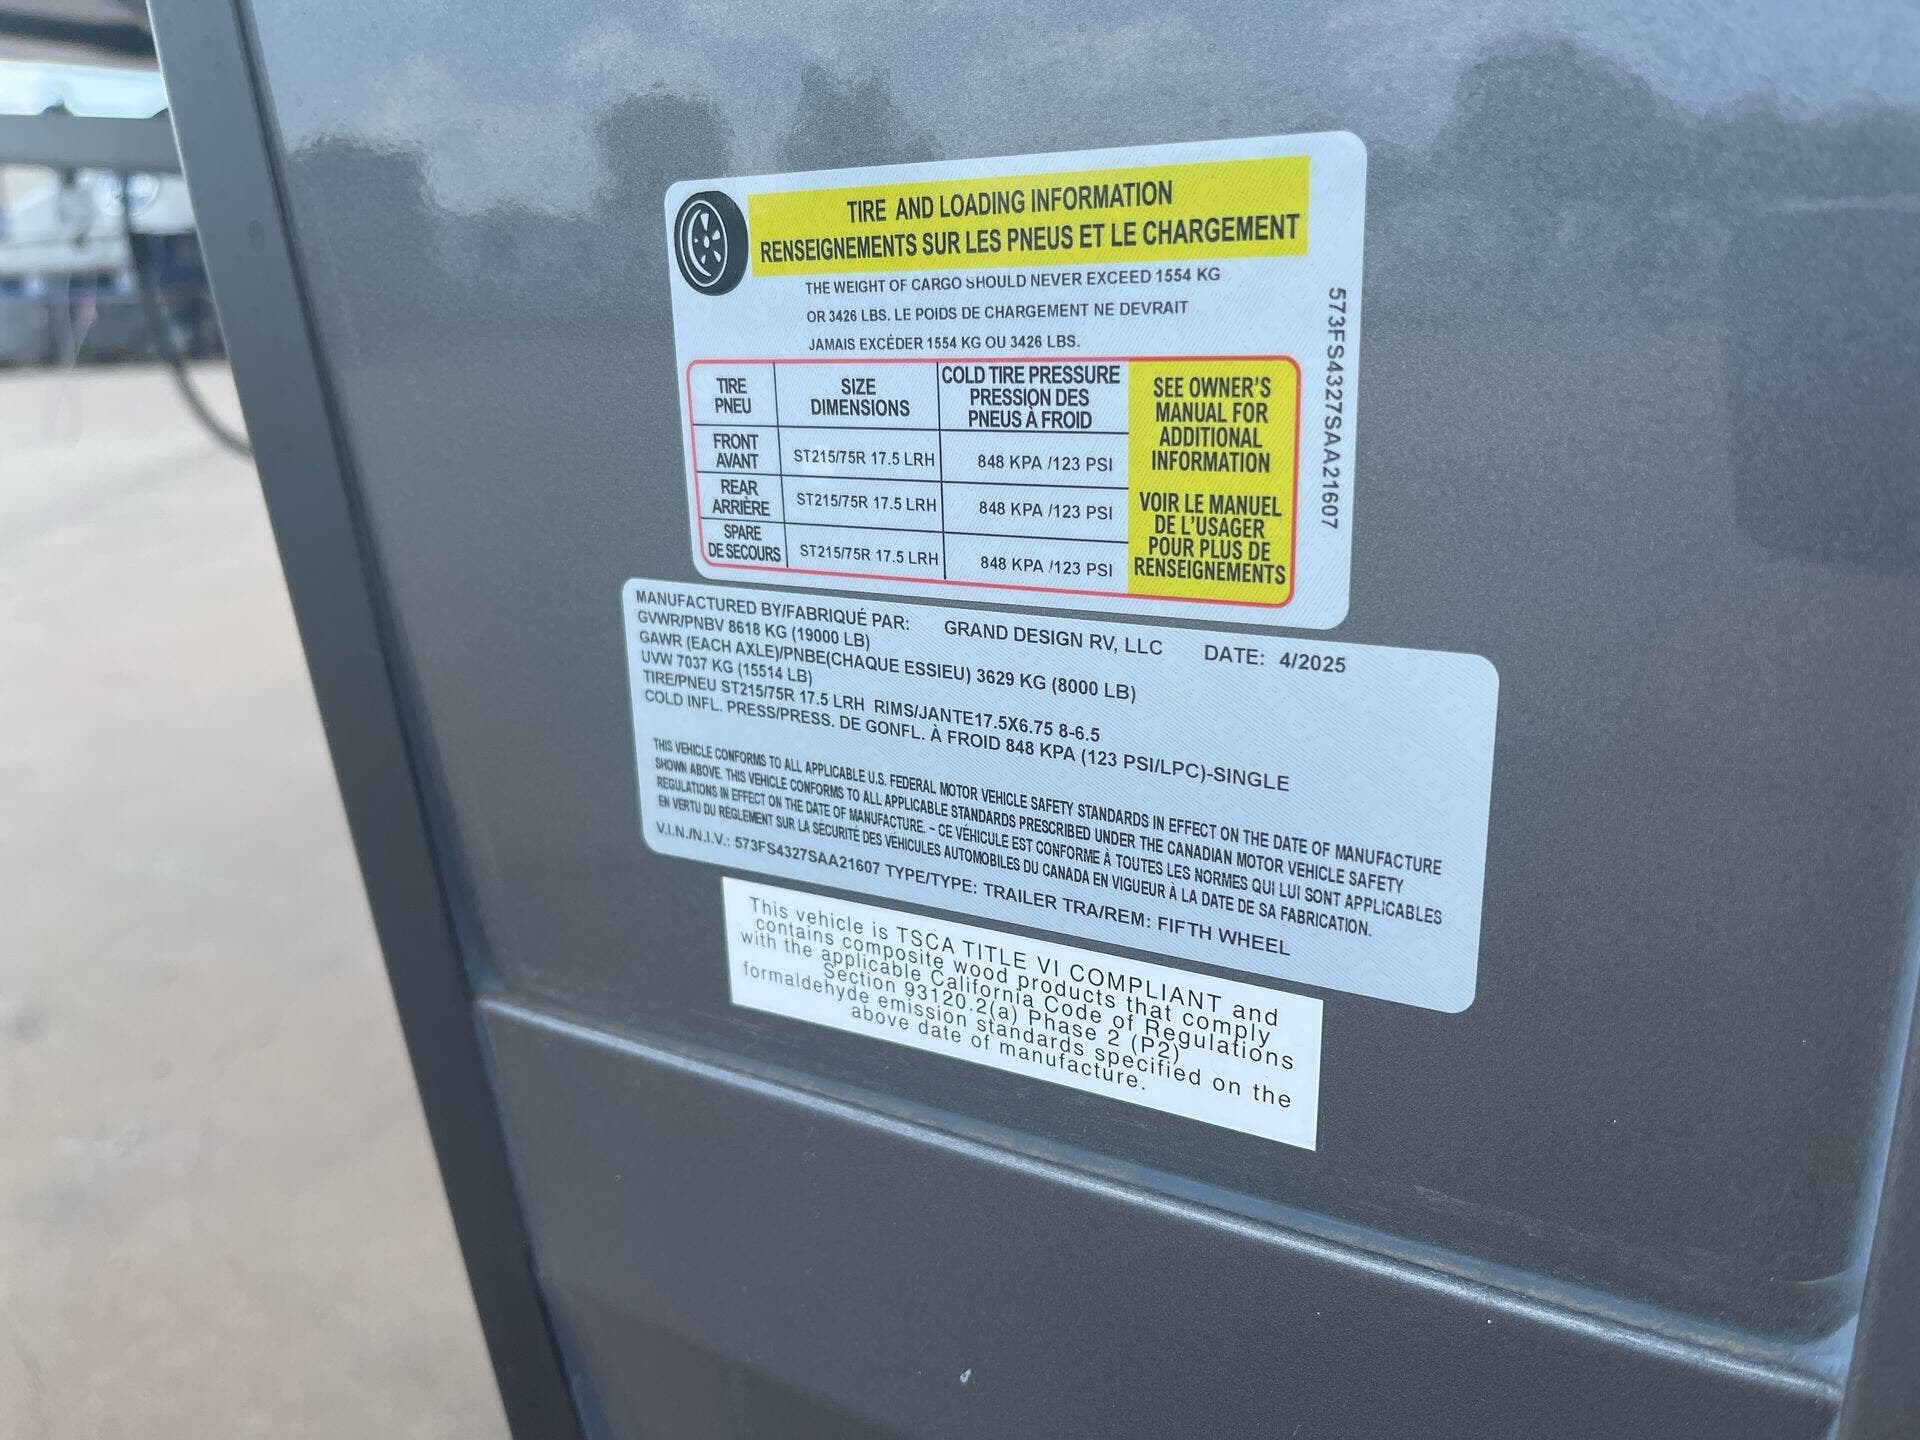 TIRE AND LOADING INFORMATION
RENSEIGNEMENTS SUR LES PNEUS ET LE CHARGEMENT
THE WEIGHT OF CARGO SHOULD NEVER EXCEED 1554 KG
OR 3426 LBS. LE POIDS DE CHARGEMENT NE DEVRAIT
JAMAIS EXCÉDER 1554 KG OU 3426 LBS.
TIRE
PNEU
SIZE
DIMENSIONS
COLD TIRE PRESSURE
PRESSION DES
PNEUS À FROID
FRONT
AVANT
ST215/75R 17.5 LRH
848 KPA /123 PSI
REAR
ARRIÈRE
ST215/75R 17.5 LRH
848 KPA /123 PSI
SPARE
DE SECOURS
ST215/75R 17.5 LRH
848 KPA /123 PSI
SEE OWNER'S
MANUAL FOR
ADDITIONAL
INFORMATION
VOIR LE MANUEL
DE L'USAGER
POUR PLUS DE
RENSEIGNEMENTS
573FS4327SAA21607
MANUFACTURED BY/FABRIQUÉ PAR: GRAND DESIGN RV, LLC DATE: 4/2025
GVWR/PNBV 8618 KG (19000 LB)
GAWR (EACH AXLE)/PNBE(CHAQUE ESSIEU) 3629 KG (8000 LB)
UVW 7037 KG (15514 LB)
TIRE/PNEU ST215/75R 17.5 LRH RIMS/JANTE17.5X6.75 8-6.5
COLD INFL. PRESS/PRESS. DE GONFL. À FROID 848 KPA (123 PSI/LPC)-SINGLE
THIS VEHICLE CONFORMS TO ALL APPLICABLE U.S. FEDERAL MOTOR VEHICLE SAFETY STANDARDS IN EFFECT ON THE DATE OF MANUFACTURE
SHOWN ABOVE. THIS VEHICLE CONFORMS TO ALL APPLICABLE STANDARDS PRESCRIBED UNDER THE CANADIAN MOTOR VEHICLE SAFETY
REGULATIONS IN EFFECT ON THE DATE OF MANUFACTURE. ~ CE VÉHICULE EST CONFORME À TOUTES LES NORMES QUI LUI SONT APPLICABLES
EN VERTU DU RÈGLEMENT SUR LA SÉCURITÉ DES VÉHICULES AUTOMOBILES DU CANADA EN VIGUEUR À LA DATE DE SA FABRICATION.
V.I.N./N.I.V.: 573FS4327SAA21607 TYPE/TYPE: TRAILER TRA/REM: FIFTH WHEEL
This vehicle is TSCA TITLE VI COMPLIANT and
contains composite wood products that comply
with the applicable California Code of Regulations
Section 93120.2(a) Phase 2 (P2)
formaldehyde emission standards specified on the
above date of manufacture.